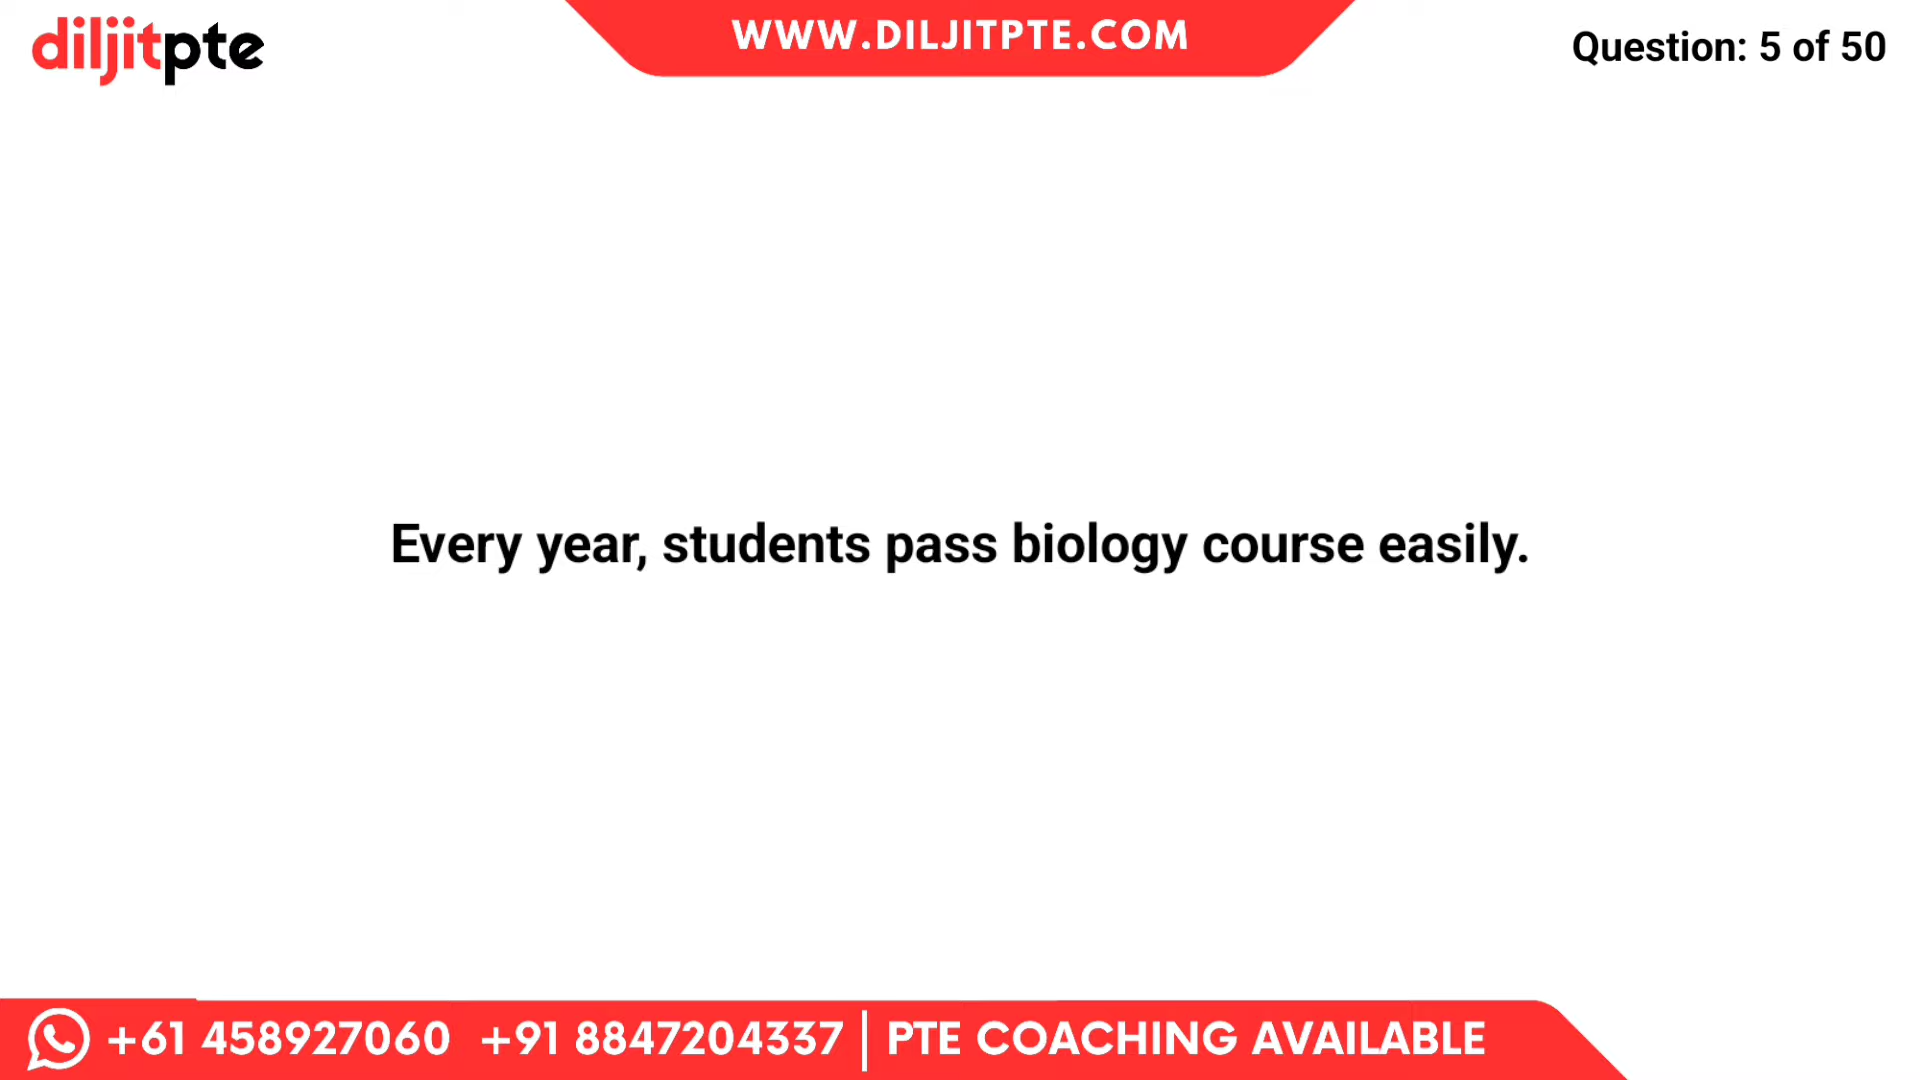 diljitpte
WWW.DILJITPTE.COM
Question: 5 of 50
Every year, students pass biology course easily.
+61 458927060 +91 8847204337 | PTE COACHING AVAILABLE